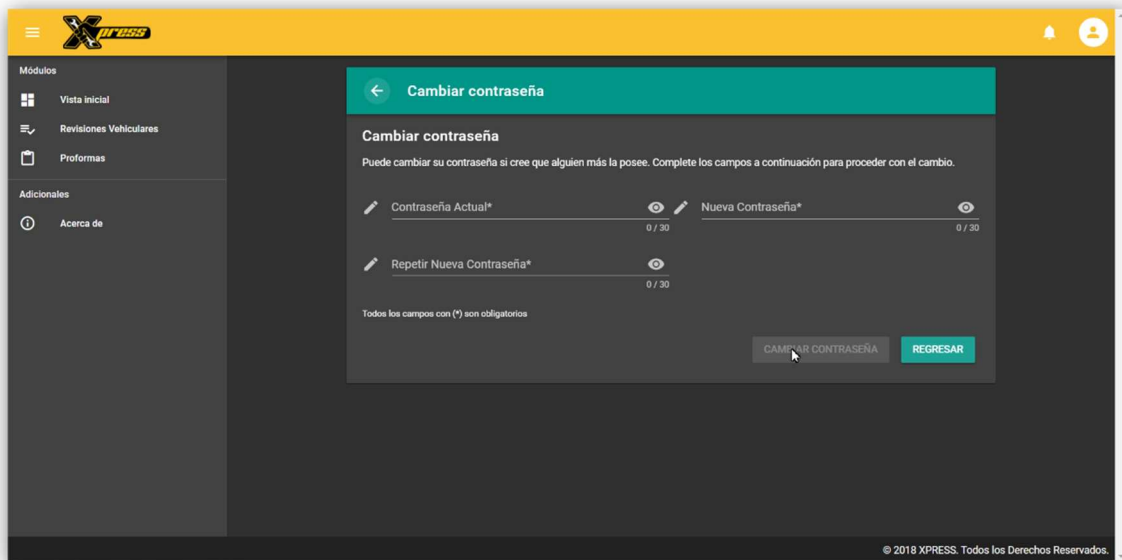 Xpress
Módulos
Vista inicial
Revisiones Vehiculares
Proformas
Adicionales
Acerca de
Cambiar contraseña
Cambiar contraseña
Puede cambiar su contraseña si cree que alguien más la posee. Complete los campos a continuación para proceder con el cambio.
Contraseña Actual* Nueva Contraseña*
0 / 30 0 / 30
Repetir Nueva Contraseña*
0 / 30
Todos los campos con (*) son obligatorios
CAMBIAR CONTRASEÑA REGRESAR
© 2018 XPRESS. Todos los Derechos Reservados.